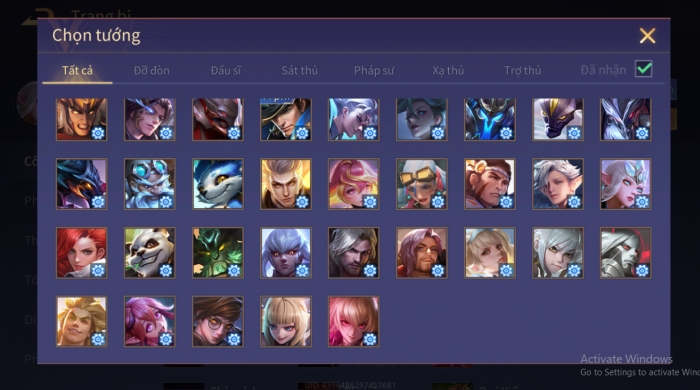 Trang bị
Chọn tướng
Tất cả
Đỡ đòn
Đấu sĩ
Sát thủ
Pháp sư
Xạ thủ
Trợ thủ
Đã nhận
Activate Windows
Go to Settings to activate Win